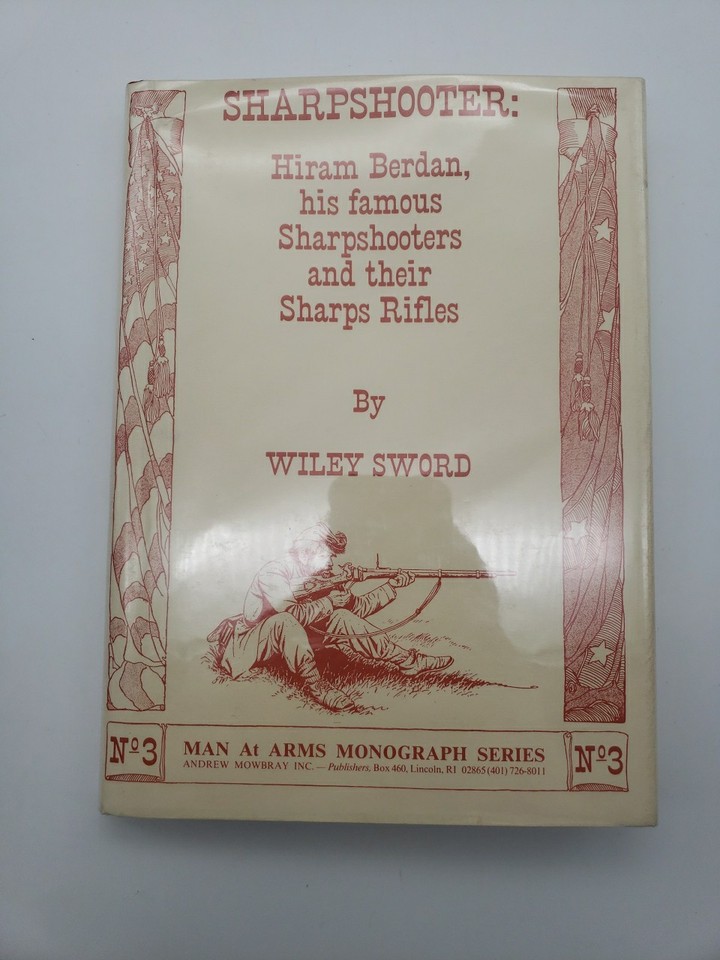 SHARPSHOOTER:
Hiram Berdan,
his famous
Sharpshooters
and their
Sharps Rifles
By
WILEY SWORD
Nº3
MAN At ARMS MONOGRAPH SERIES
ANDREW MOWBRAY INC. — Publishers, Box 460, Lincoln, RI 02865 (401) 726-8011
Nº3